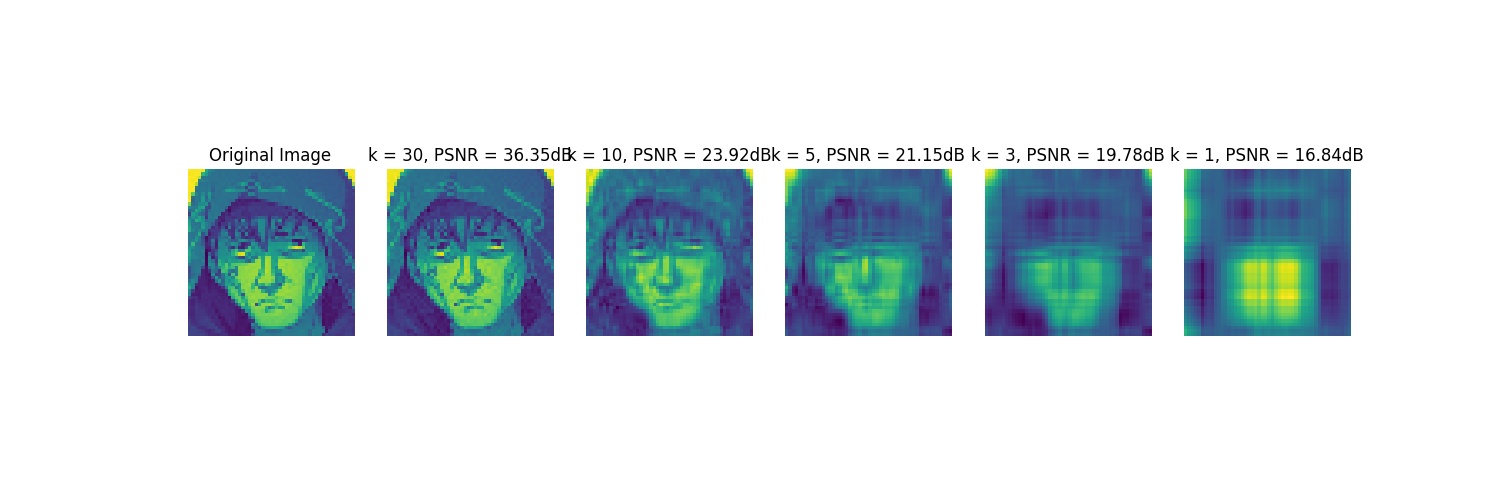 Original Image
k = 30, PSNR = 36.35dB
k = 10, PSNR = 23.92dB
k = 5, PSNR = 21.15dB
k = 3, PSNR = 19.78dB
k = 1, PSNR = 16.84dB